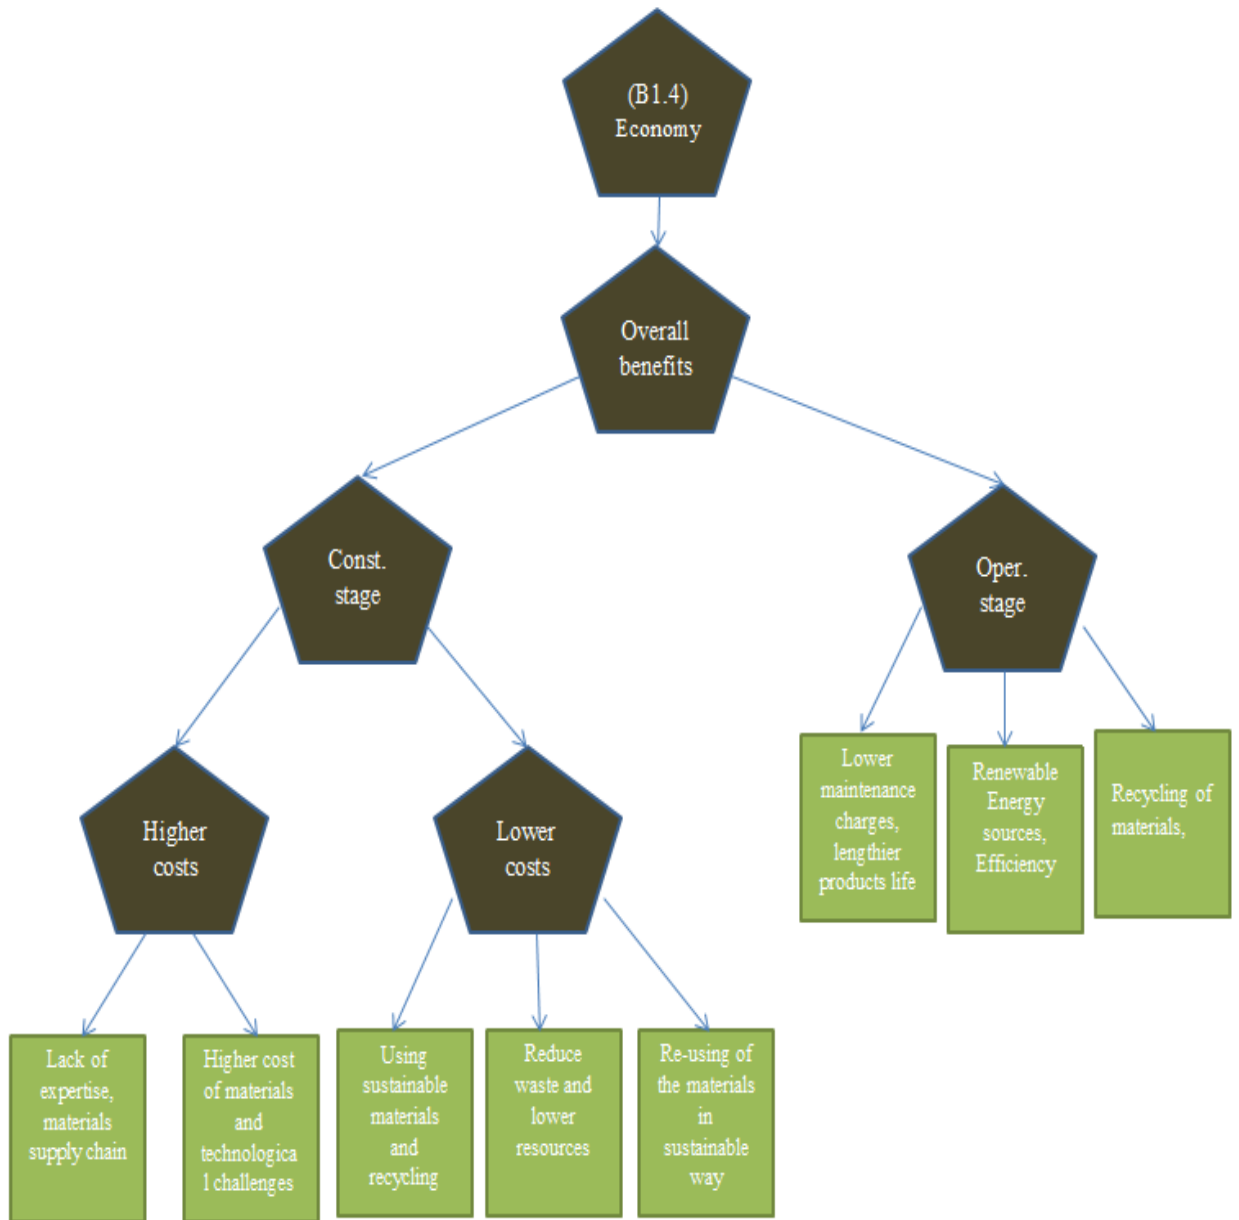 (B1.4)
Economy
Overall
benefits
Const.
stage
Oper.
stage
Higher
costs
Lower
costs
Lower
maintenance
charges,
lengthier
products life
Renewable
Energy
sources,
Efficiency
Recycling of
materials,
Lack of
expertise,
materials
supply chain
Higher cost
of materials
and
technologica
l challenges
Using
sustainable
materials
and
recycling
Reduce
waste and
lower
resources
Re-using of
the materials
in
sustainable
way